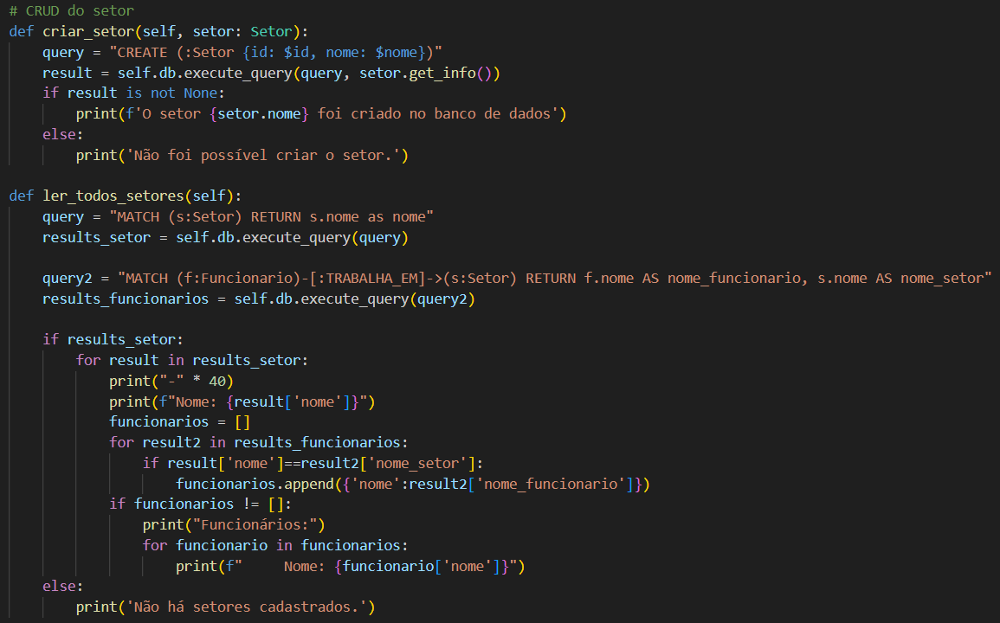 # CRUD do setor
def criar_setor(self, setor: Setor):
    query = "CREATE (:Setor {id: $id, nome: $nome})"
    result = self.db.execute_query(query, setor.get_info())
    if result is not None:
        print(f'O setor {setor.nome} foi criado no banco de dados')
    else:
        print('Não foi possível criar o setor.')

def ler_todos_setores(self):
    query = "MATCH (s:Setor) RETURN s.nome as nome"
    results_setor = self.db.execute_query(query)

    query2 = "MATCH (f:Funcionario)-[:TRABALHA_EM]->(s:Setor) RETURN f.nome AS nome_funcionario, s.nome AS nome_setor"
    results_funcionarios = self.db.execute_query(query2)

    if results_setor:
        for result in results_setor:
            print("-" * 40)
            print(f"Nome: {result['nome']}")
            funcionarios = []
            for result2 in results_funcionarios:
                if result['nome']==result2['nome_setor']:
                    funcionarios.append({'nome':result2['nome_funcionario']})
            if funcionarios != []:
                print("Funcionários:")
                for funcionario in funcionarios:
                    print(f"     Nome: {funcionario['nome']}")
    else:
        print('Não há setores cadastrados.')